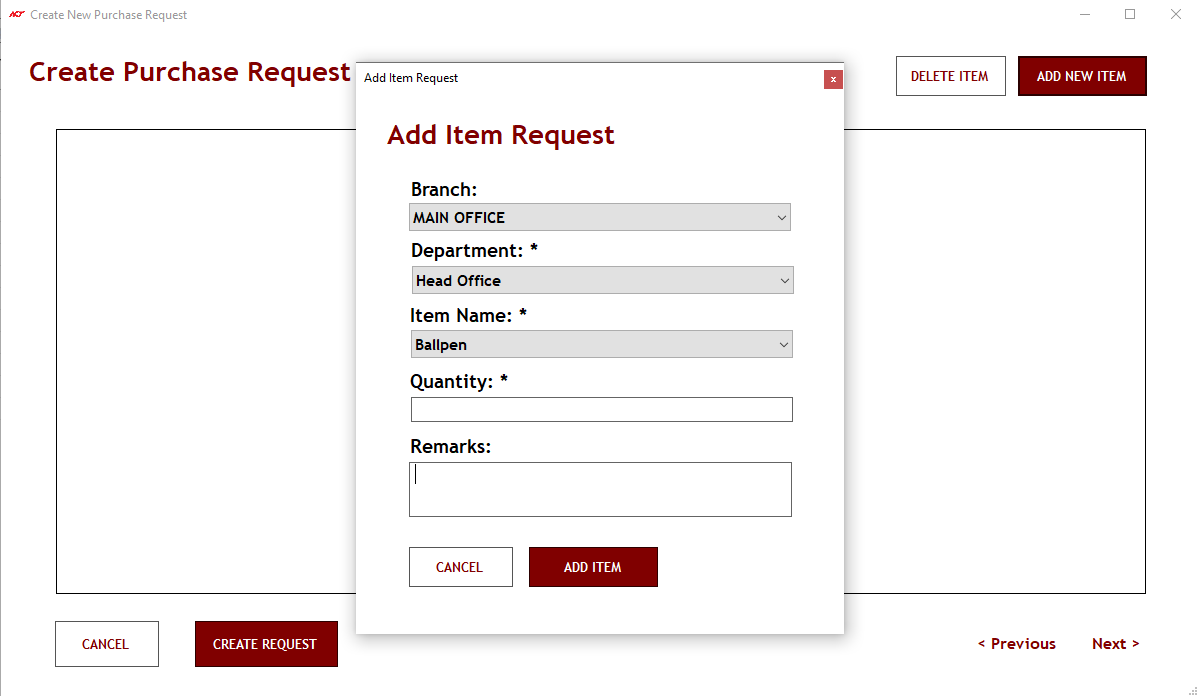 ACT Create New Purchase Request
Create Purchase Request
DELETE ITEM
ADD NEW ITEM
Add Item Request
x
Add Item Request
Branch:
MAIN OFFICE
Department: *
Head Office
Item Name: *
Ballpen
Quantity: *
Remarks:
CANCEL
ADD ITEM
CANCEL
CREATE REQUEST
< Previous
Next >